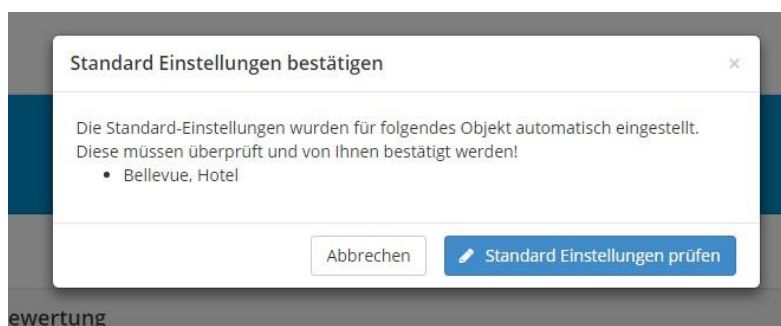 Standard Einstellungen bestätigen ×
Die Standard-Einstellungen wurden für folgendes Objekt automatisch eingestellt.
Diese müssen überprüft und von Ihnen bestätigt werden!
• Bellevue, Hotel
Abbrechen Standard Einstellungen prüfen
ewertung